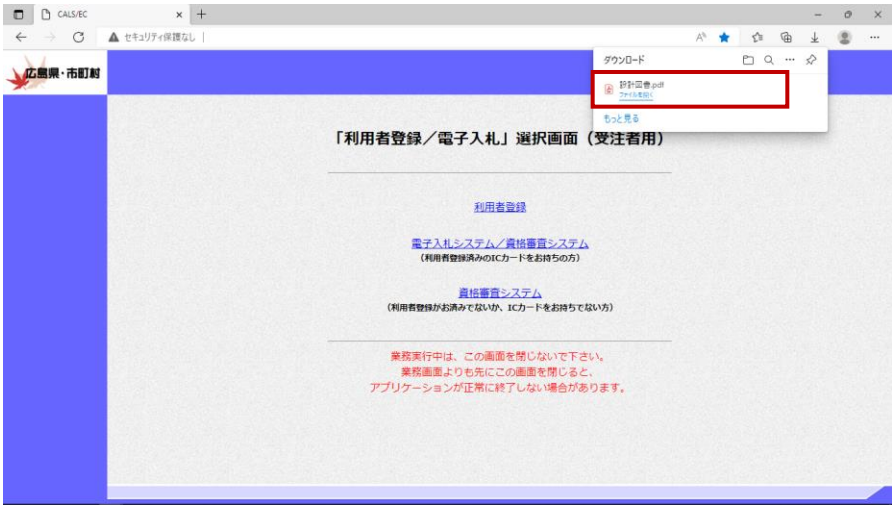 CALS/EC
セキュリティ保護なし
広島県・市町村
ダウンロード
設計図書.pdf
ファイルを開く
もっと見る
「利用者登録／電子入札」選択画面（受注者用）
利用者登録
電子入札システム／資格審査システム
（利用者登録済みのICカードをお持ちの方）
資格審査システム
（利用者登録がお済みでないか、ICカードをお持ちでない方）
業務実行中は、この画面を閉じないで下さい。
業務画面よりも先にこの画面を閉じると、
アプリケーションが正常に終了しない場合があります。